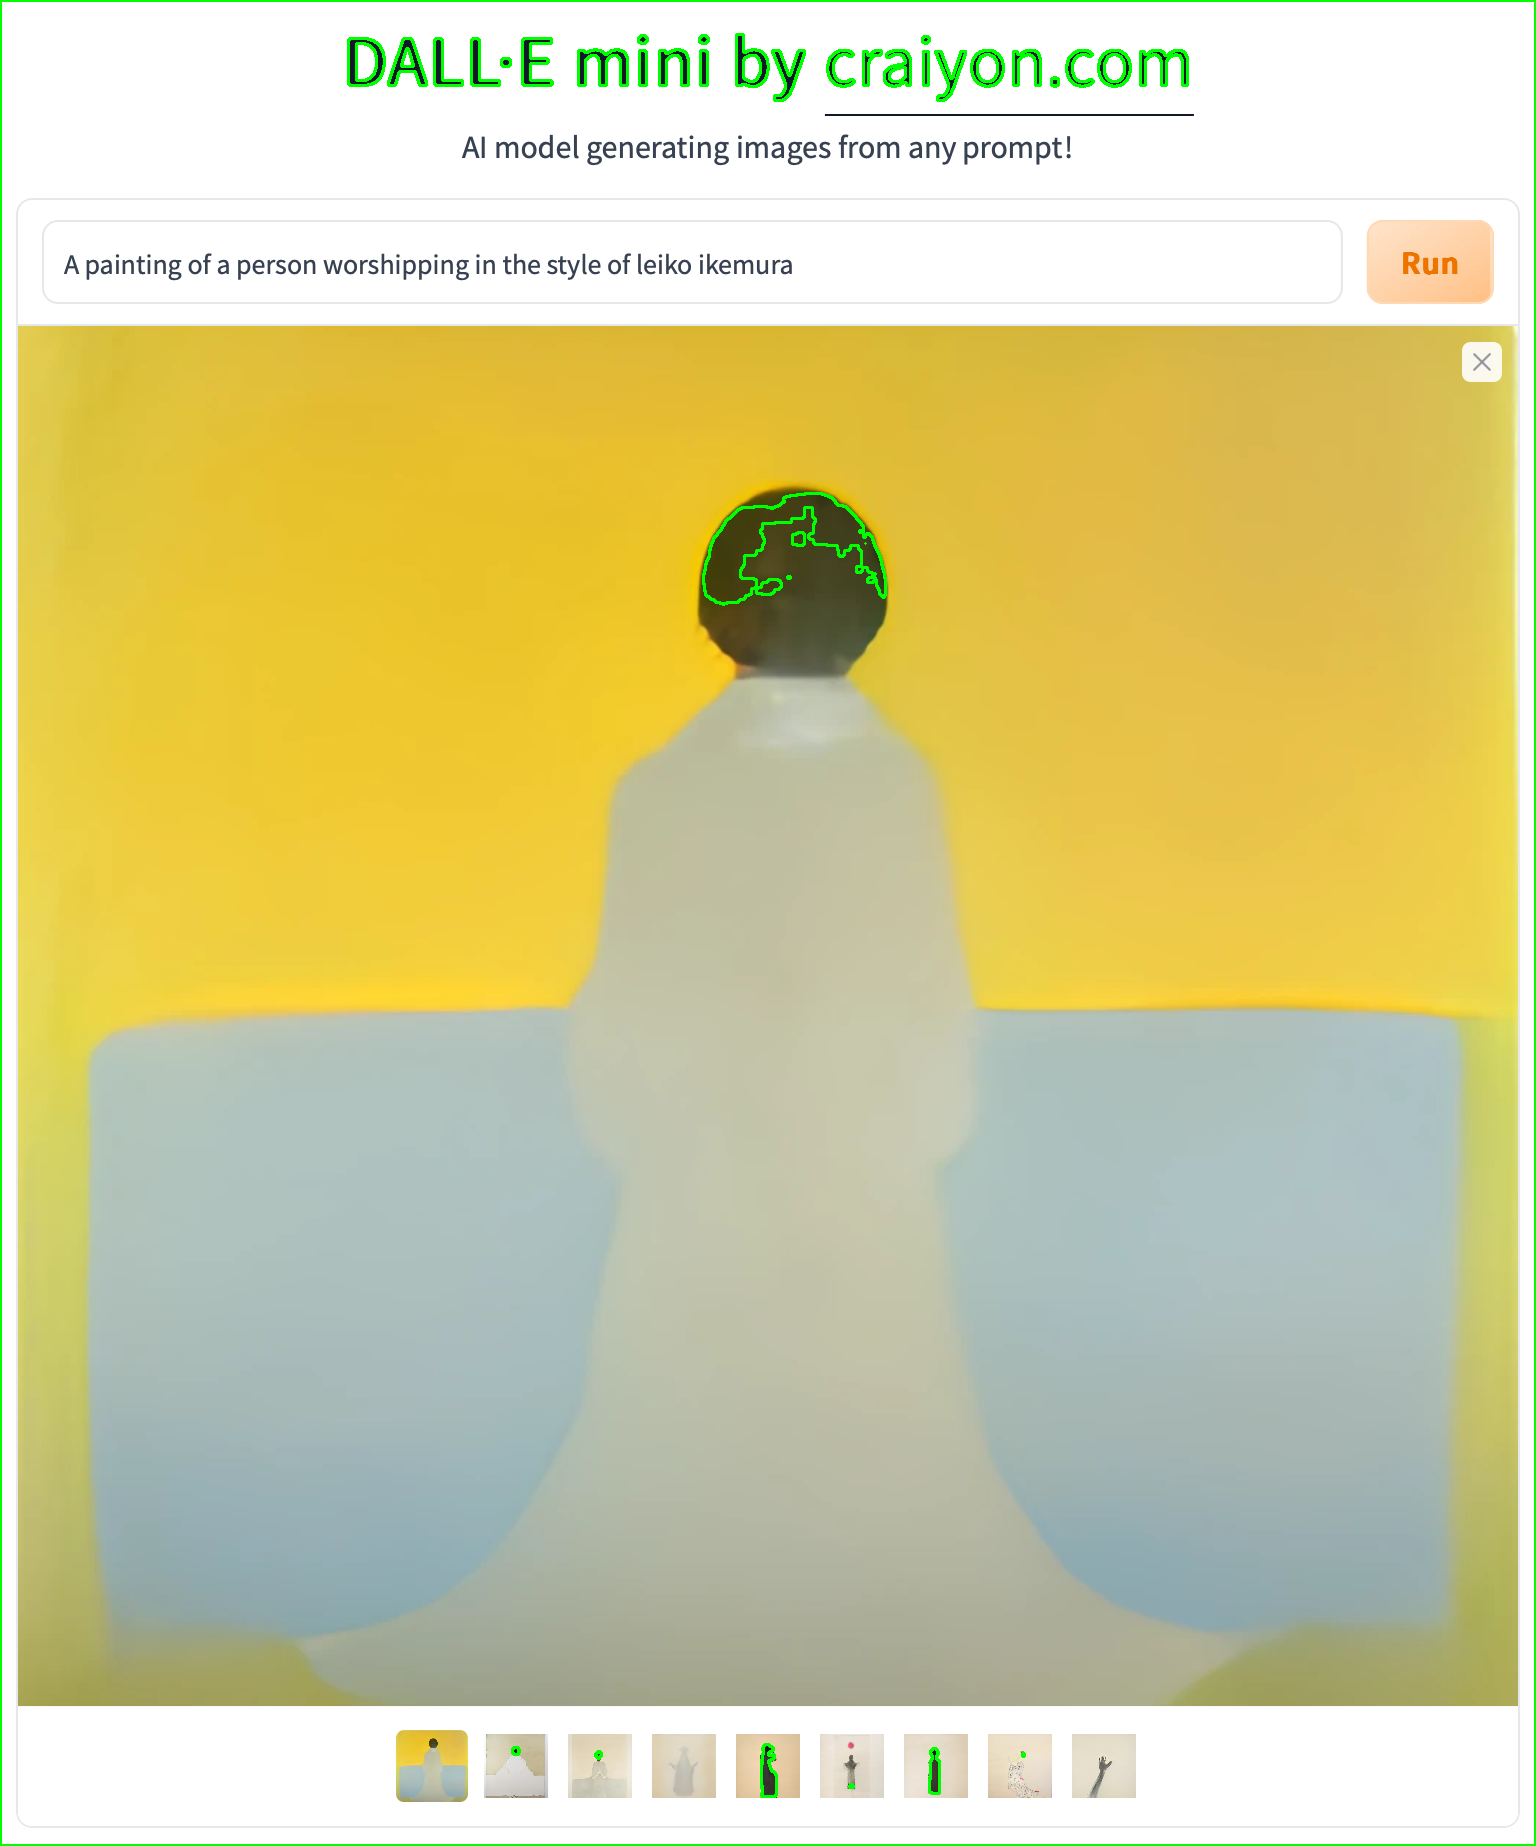 DALL·E mini by craiyon.com
AI model generating images from any prompt!
A painting of a person worshipping in the style of leiko ikemura
Run